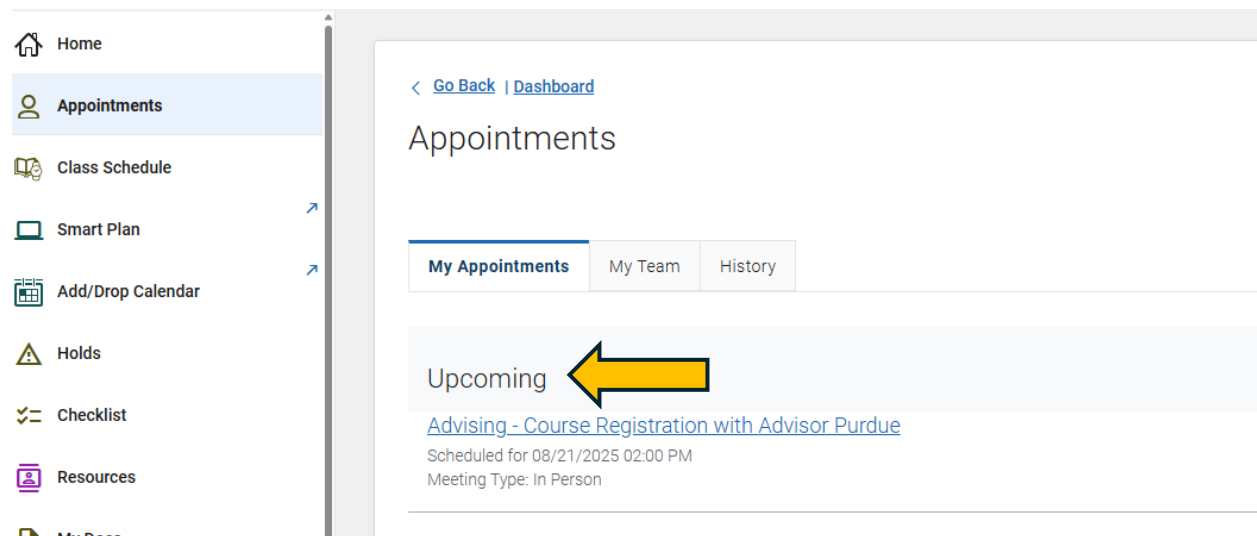 Home
Appointments
Class Schedule
Smart Plan
Add/Drop Calendar
Holds
Checklist
Resources
Go Back | Dashboard
Appointments
My Appointments
My Team
History
Upcoming
Advising - Course Registration with Advisor Purdue
Scheduled for 08/21/2025 02:00 PM
Meeting Type: In Person